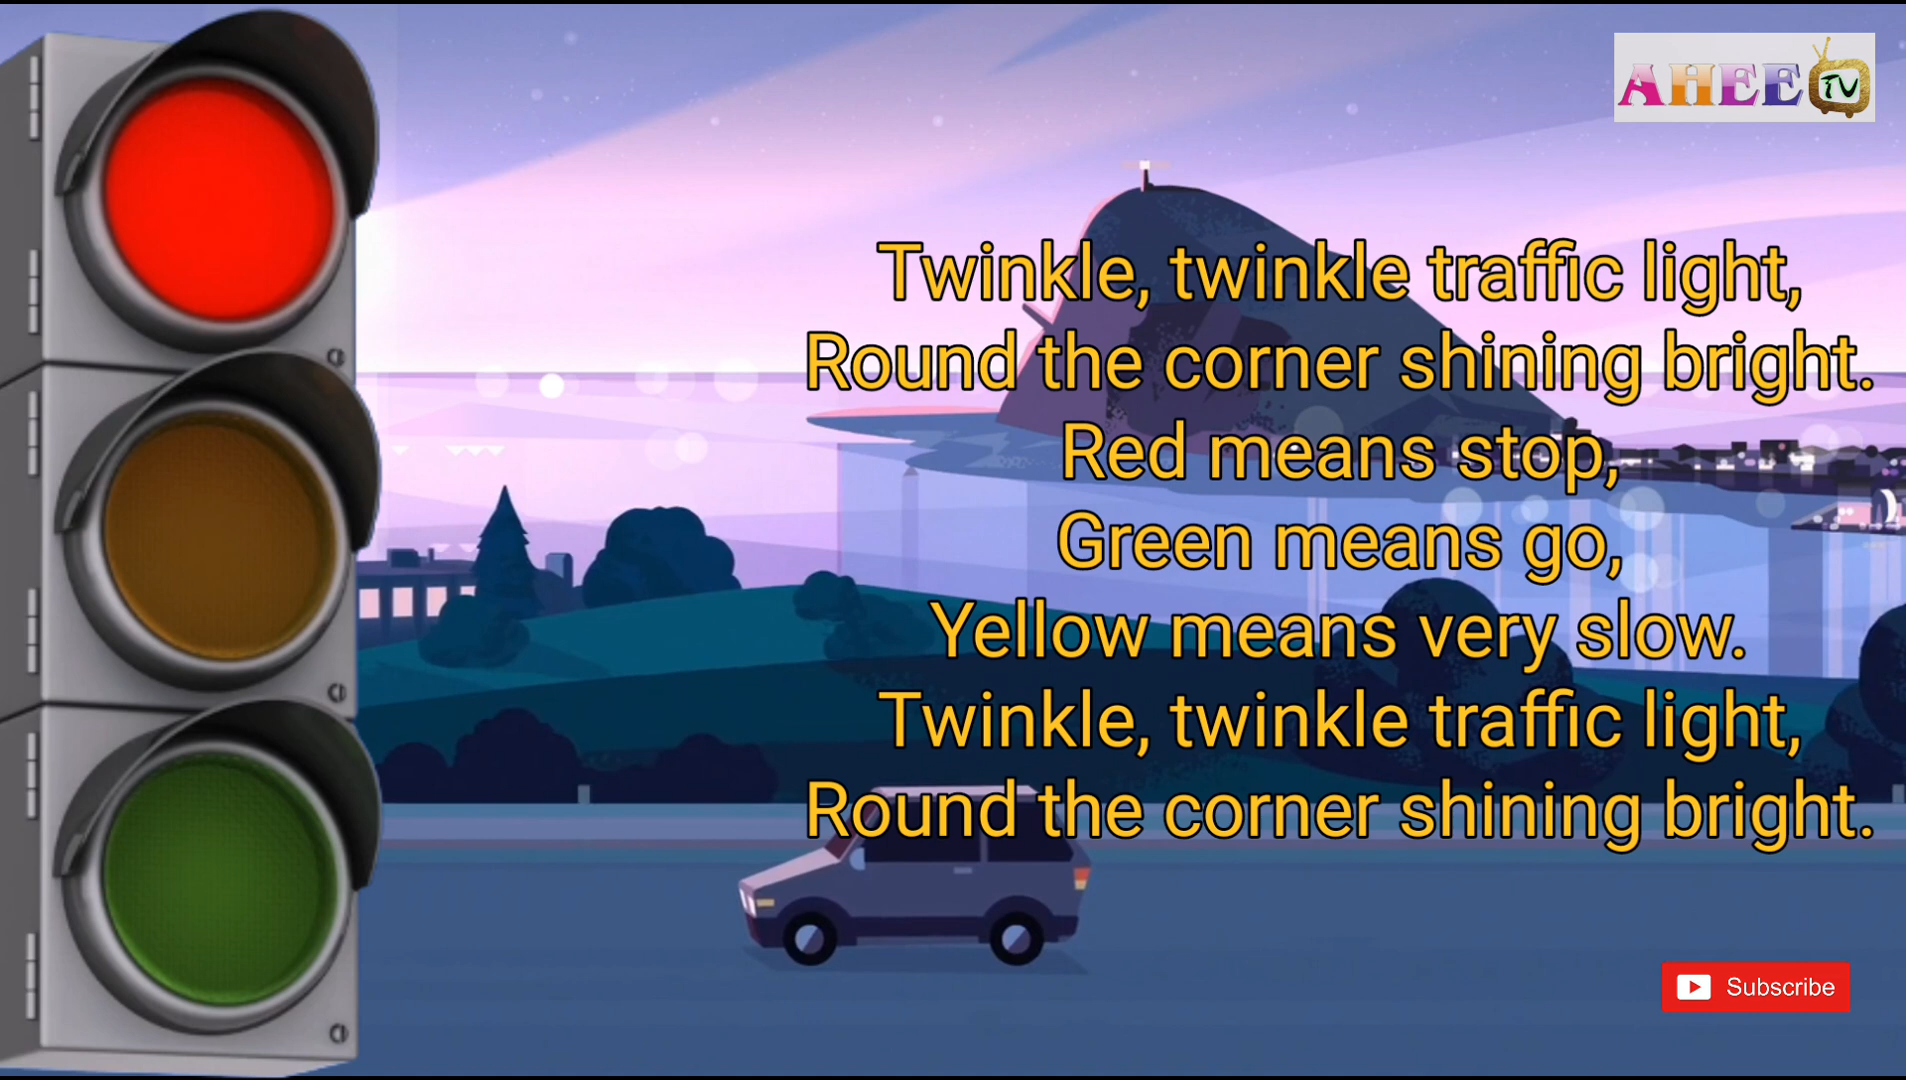 AHEE TV
Twinkle, twinkle traffic light,
Round the corner shining bright.
Red means stop,
Green means go,
Yellow means very slow.
Twinkle, twinkle traffic light,
Round the corner shining bright.
Subscribe